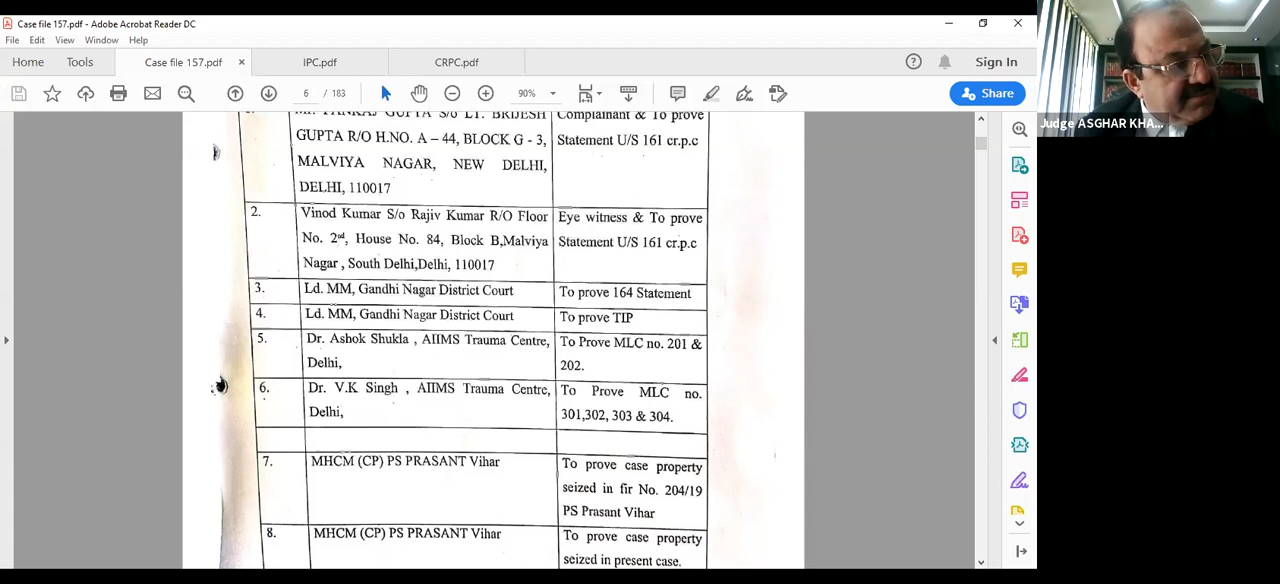 Case file 157.pdf - Adobe Acrobat Reader DC
File Edit View Window Help
Home Tools Case file 157.pdf × IPC.pdf CRPC.pdf Sign In
6 / 183 90% Share
Judge ASGHAR KHA...
MR. PANKAJ GUPTA S/O LT. BRIJESH
GUPTA R/O H.NO. A – 44, BLOCK G - 3,
MALVIYA NAGAR, NEW DELHI,
DELHI, 110017
Complainant & To prove
Statement U/S 161 cr.p.c
2. Vinod Kumar S/o Rajiv Kumar R/O Floor
No. 2nd, House No. 84, Block B,Malviya
Nagar , South Delhi,Delhi, 110017
Eye witness & To prove
Statement U/S 161 cr.p.c
3. Ld. MM, Gandhi Nagar District Court
To prove 164 Statement
4. Ld. MM, Gandhi Nagar District Court
To prove TIP
5. Dr. Ashok Shukla , AIIMS Trauma Centre,
Delhi,
To Prove MLC no. 201 &
202.
6. Dr. V.K Singh , AIIMS Trauma Centre,
Delhi,
To Prove MLC no.
301,302, 303 & 304.
7. MHCM (CP) PS PRASANT Vihar
To prove case property
seized in fir No. 204/19
PS Prasant Vihar
8. MHCM (CP) PS PRASANT Vihar
To prove case property
seized in present case.